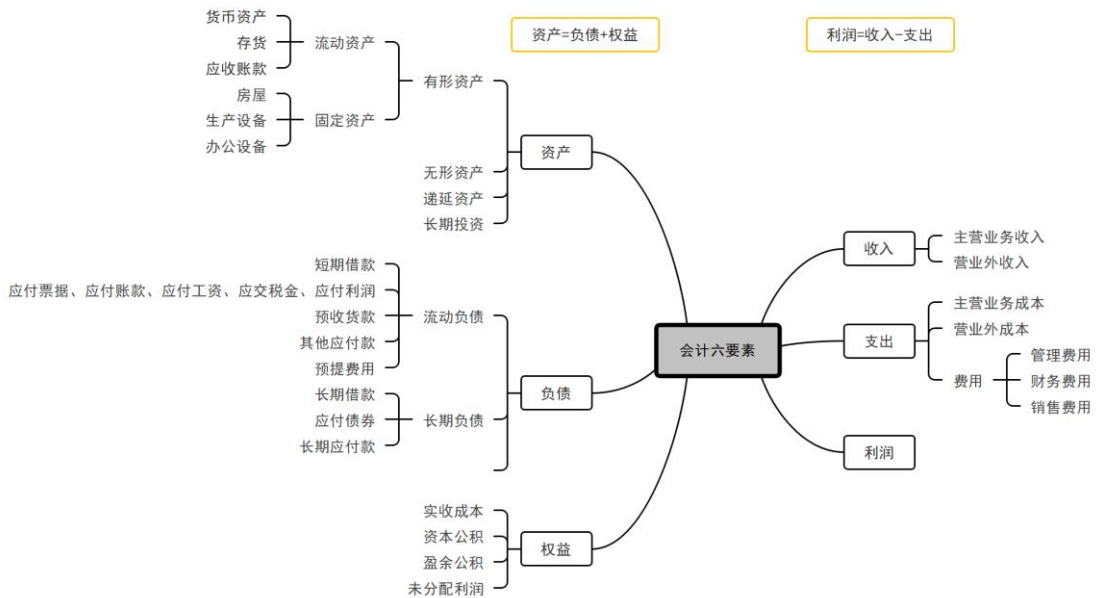 资产=负债+权益
利润=收入-支出
会计六要素
资产
有形资产
流动资产
货币资产
存货
应收账款
固定资产
房屋
生产设备
办公设备
无形资产
递延资产
长期投资
负债
流动负债
短期借款
应付票据、应付账款、应付工资、应交税金、应付利润
预收货款
其他应付款
预提费用
长期负债
长期借款
应付债券
长期应付款
权益
实收成本
资本公积
盈余公积
未分配利润
收入
主营业务收入
营业外收入
支出
主营业务成本
营业外成本
费用
管理费用
财务费用
销售费用
利润